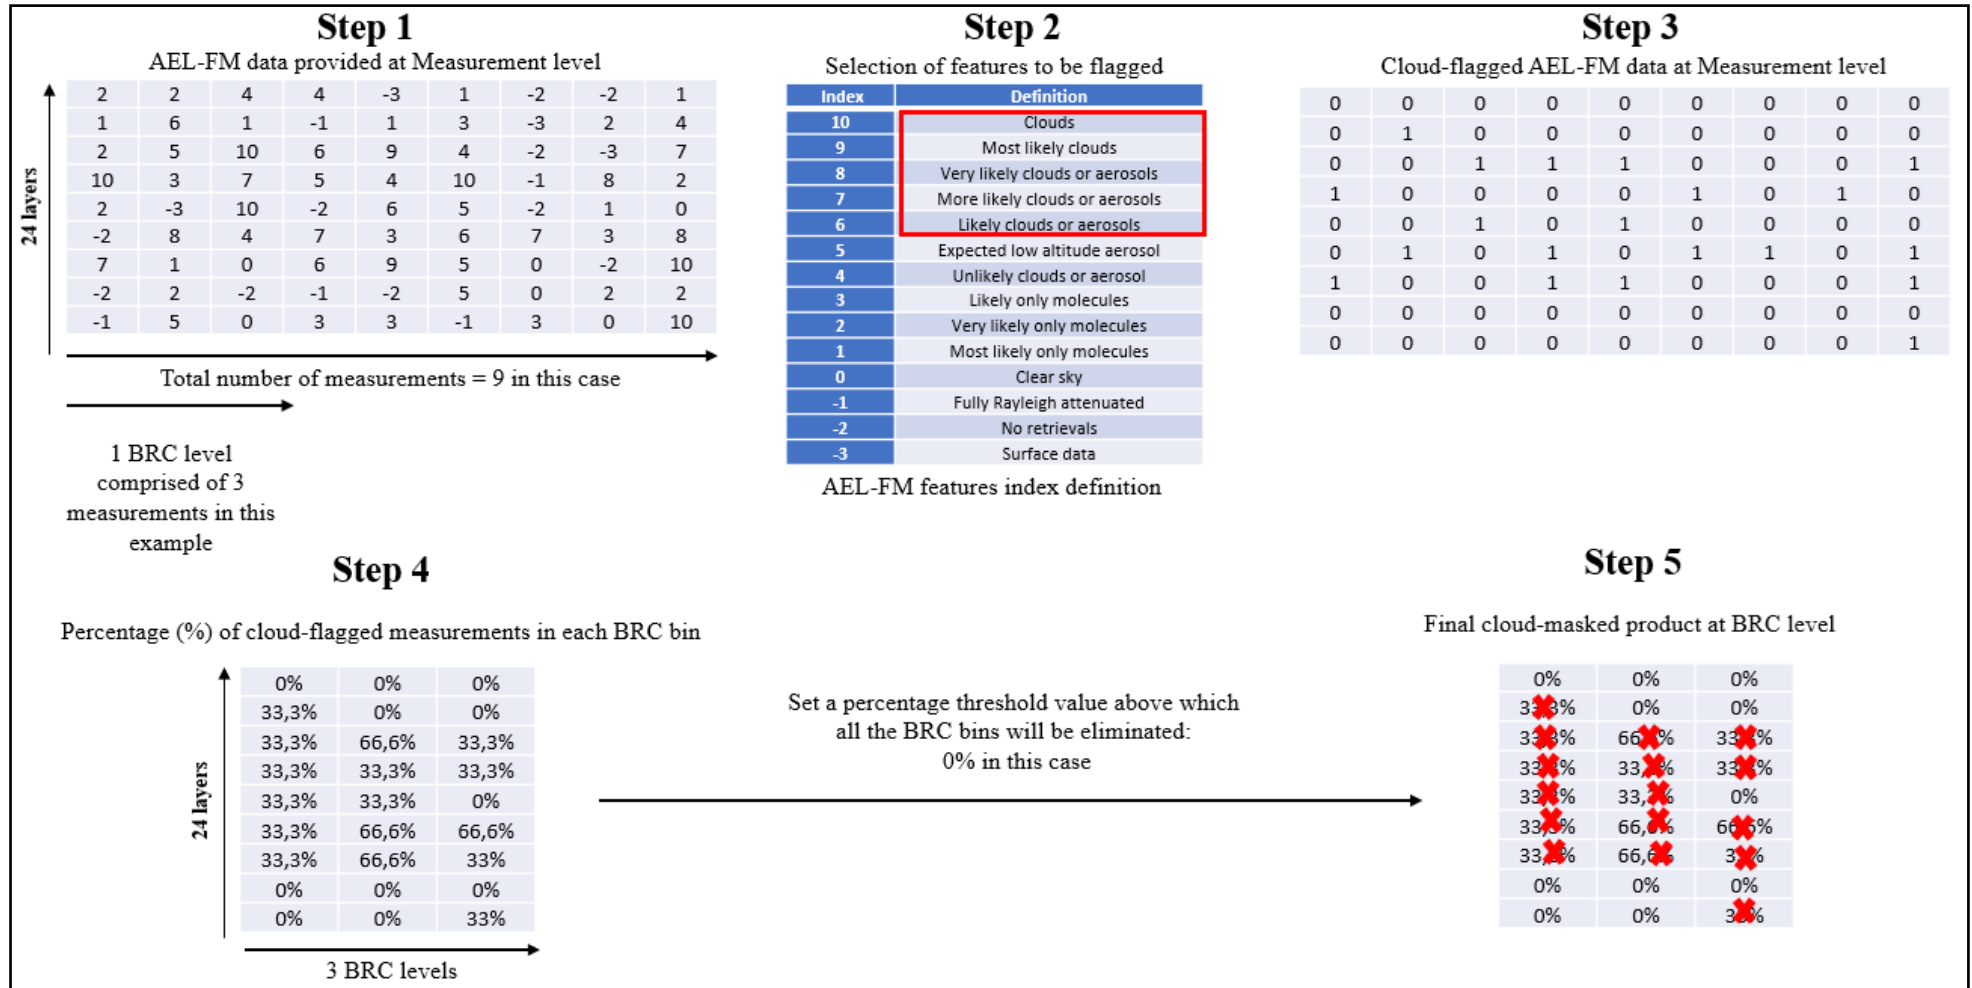 Step 1
AEL-FM data provided at Measurement level
24 layers
2 2 4 4 -3 1 -2 -2 1
1 6 1 -1 1 3 -3 2 4
2 5 10 6 9 4 -2 -3 7
10 3 7 5 4 10 -1 8 2
2 -3 10 -2 6 5 -2 1 0
-2 8 4 7 3 6 7 3 8
7 1 0 6 9 5 0 -2 10
-2 2 -2 -1 -2 5 0 2 2
-1 5 0 3 3 -1 3 0 10
Total number of measurements = 9 in this case
1 BRC level
comprised of 3
measurements in this
example
Step 2
Selection of features to be flagged
Index Definition
10 Clouds
9 Most likely clouds
8 Very likely clouds or aerosols
7 More likely clouds or aerosols
6 Likely clouds or aerosols
5 Expected low altitude aerosol
4 Unlikely clouds or aerosol
3 Likely only molecules
2 Very likely only molecules
1 Most likely only molecules
0 Clear sky
-1 Fully Rayleigh attenuated
-2 No retrievals
-3 Surface data
AEL-FM features index definition
Step 3
Cloud-flagged AEL-FM data at Measurement level
0 0 0 0 0 0 0 0 0
0 1 0 0 0 0 0 0 0
0 0 1 1 1 0 0 0 1
1 0 0 0 0 1 0 1 0
0 0 1 0 1 0 0 0 0
0 1 0 1 0 1 1 0 1
1 0 0 1 1 0 0 0 1
0 0 0 0 0 0 0 0 0
0 0 0 0 0 0 0 0 1
Step 4
Percentage (%) of cloud-flagged measurements in each BRC bin
24 layers
0% 0% 0%
33,3% 0% 0%
33,3% 66,6% 33,3%
33,3% 33,3% 33,3%
33,3% 33,3% 0%
33,3% 66,6% 66,6%
33,3% 66,6% 33%
0% 0% 0%
0% 0% 33%
3 BRC levels
Set a percentage threshold value above which
all the BRC bins will be eliminated:
0% in this case
Step 5
Final cloud-masked product at BRC level
0% 0% 0%
0% 0%
0%
0% 0% 0%
0% 0%